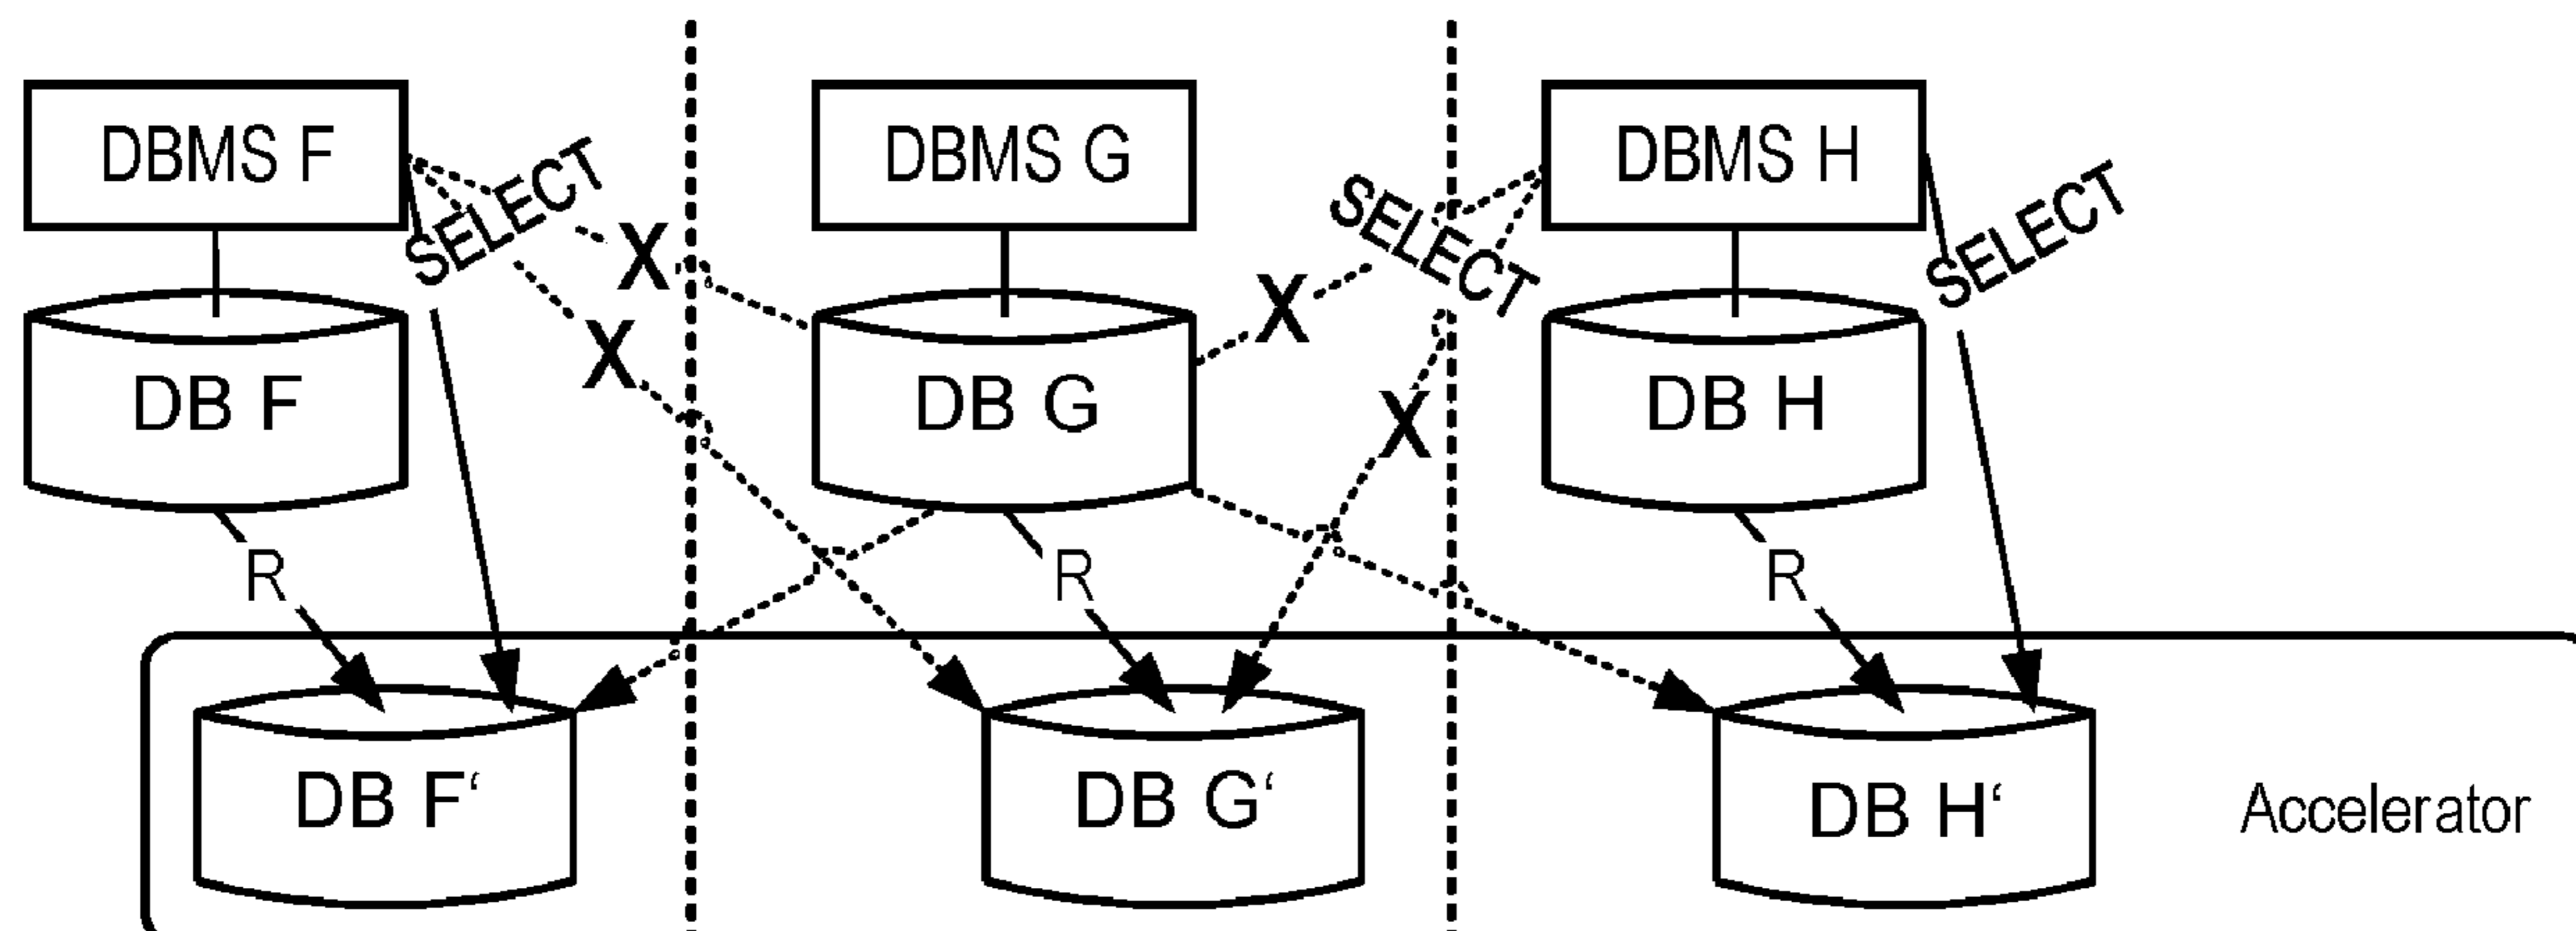 DBMS F
DBMS G
DBMS H
SELECT
SELECT
SELECT
X
X
X
X
DB F
DB G
DB H
R
R
R
DB F‘
DB G‘
DB H‘
Accelerator